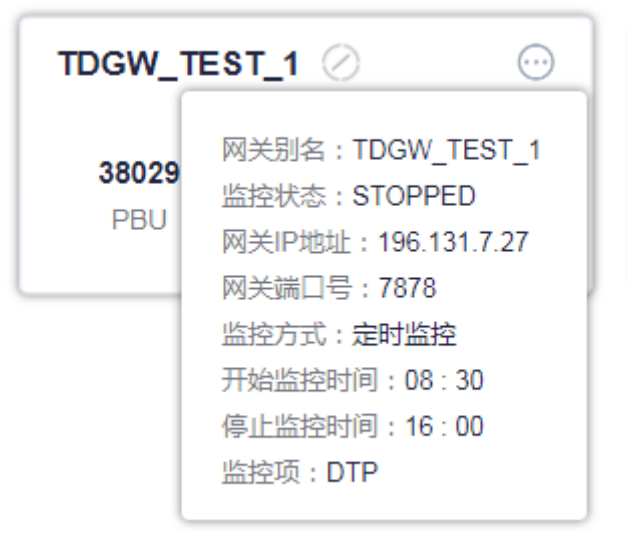 TDGW_TEST_1
38029
PBU
网关别名：TDGW_TEST_1
监控状态：STOPPED
网关IP地址：196.131.7.27
网关端口号：7878
监控方式：定时监控
开始监控时间：08 : 30
停止监控时间：16 : 00
监控项：DTP